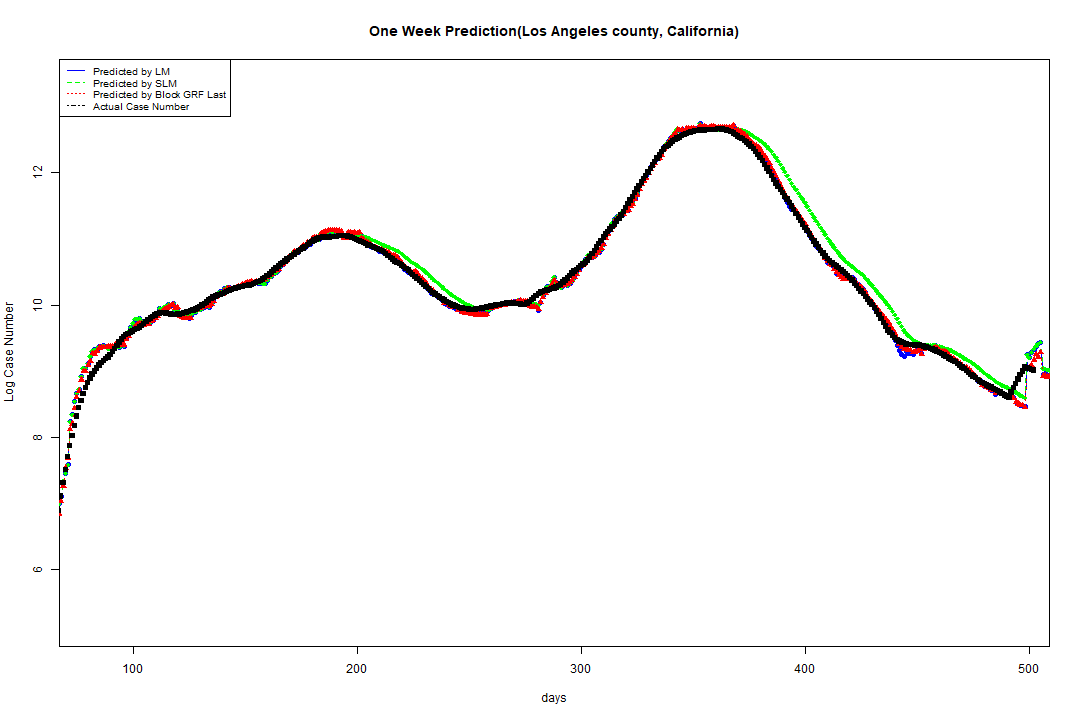 One Week Prediction(Los Angeles county, California)
Predicted by LM
Predicted by SLM
Predicted by Block GRF Last
Actual Case Number
12
10
8
6
Log Case Number
100 200 300 400 500
days